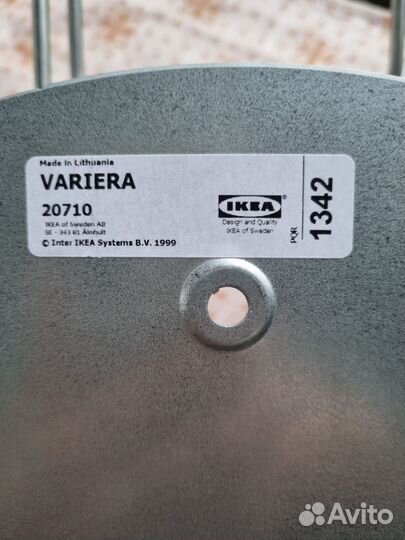 Made in Lithuania
VARIERA
20710
IKEA of Sweden AB
SE - 343 81 Älmhult
© Inter IKEA Systems B.V. 1999
IKEA
Design and Quality
IKEA of Sweden
PQR
1342
Avito